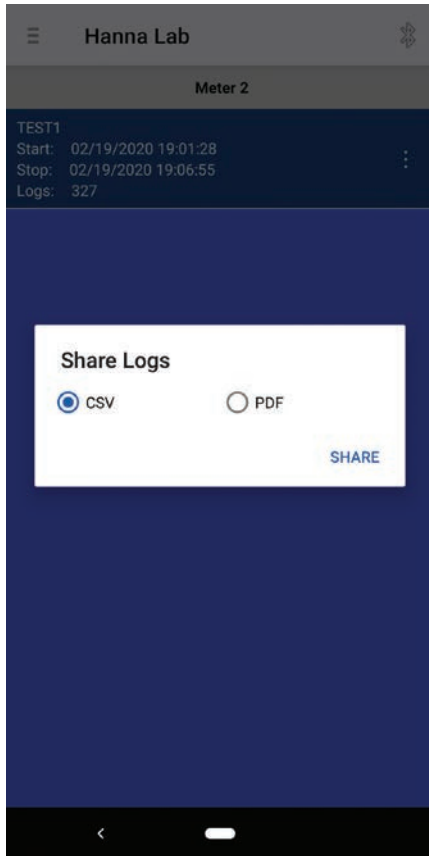 Hanna Lab
Meter 2
TEST1
Start: 02/19/2020 19:01:28
Stop: 02/19/2020 19:06:55
Logs: 327
Share Logs
CSV PDF
SHARE